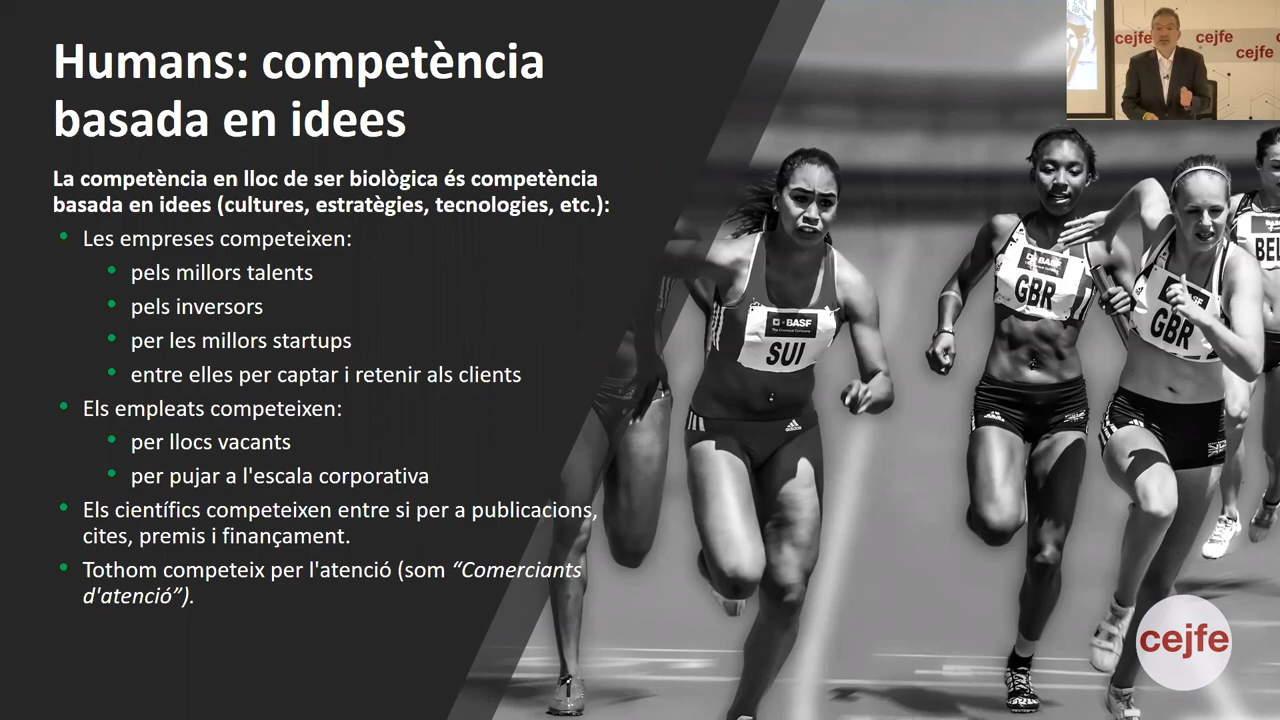 Humans: competència
basada en idees
La competència en lloc de ser biològica és competència
basada en idees (cultures, estratègies, tecnologies, etc.):
Les empreses competeixen:
pels millors talents
pels inversors
per les millors startups
entre elles per captar i retenir als clients
Els empleats competeixen:
per llocs vacants
per pujar a l'escala corporativa
Els científics competeixen entre si per a publicacions,
cites, premis i finançament.
Tothom competeix per l'atenció (som “Comerciants
d'atenció”).
cejfe
cejfe
cejfe
BASF
SUI
BASF
GBR
BASF
GBR
adidas
cejfe